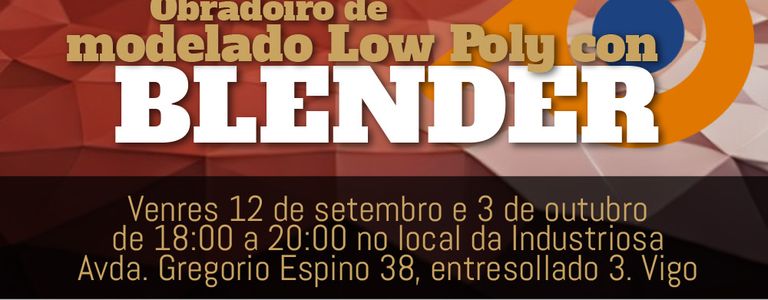 Obradoiro de
modelado Low Poly con
BLENDER
Venres 12 de setembro e 3 de outubro
de 18:00 a 20:00 no local da Industriosa
Avda. Gregorio Espino 38, entresollado 3. Vigo